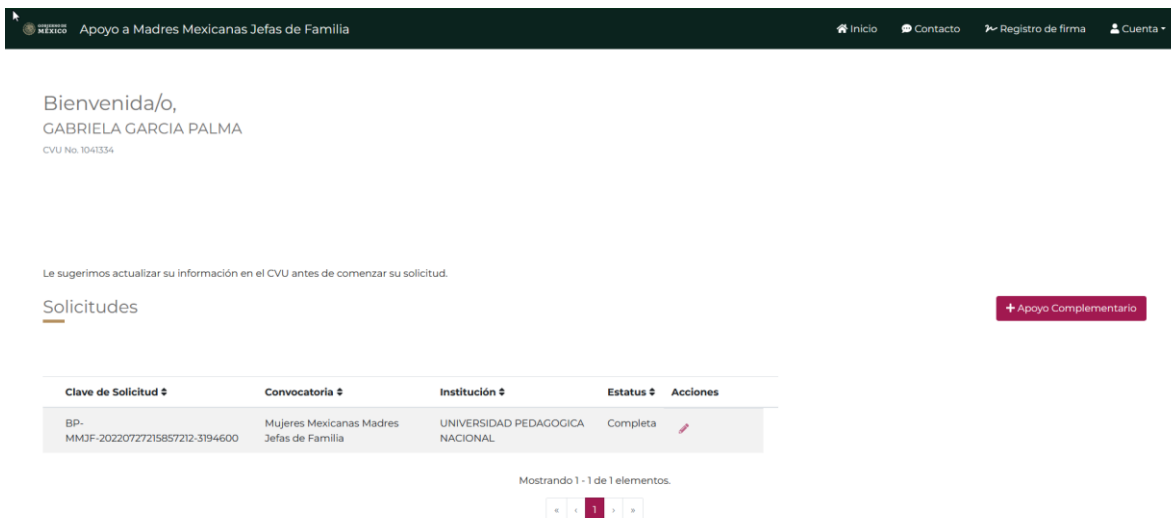 GOBIERNO DE MÉXICO Apoyo a Madres Mexicanas Jefas de Familia Inicio Contacto Registro de firma Cuenta
Bienvenida/o,
GABRIELA GARCIA PALMA
CVU No. 1041334
Le sugerimos actualizar su información en el CVU antes de comenzar su solicitud.
Solicitudes
+ Apoyo Complementario
Clave de Solicitud Convocatoria Institución Estatus Acciones
BP- Mujeres Mexicanas Madres UNIVERSIDAD PEDAGOGICA Completa
MMJF-20220727215857212-3194600 Jefas de Familia NACIONAL
Mostrando 1 - 1 de 1 elementos.
« ‹ 1 › »